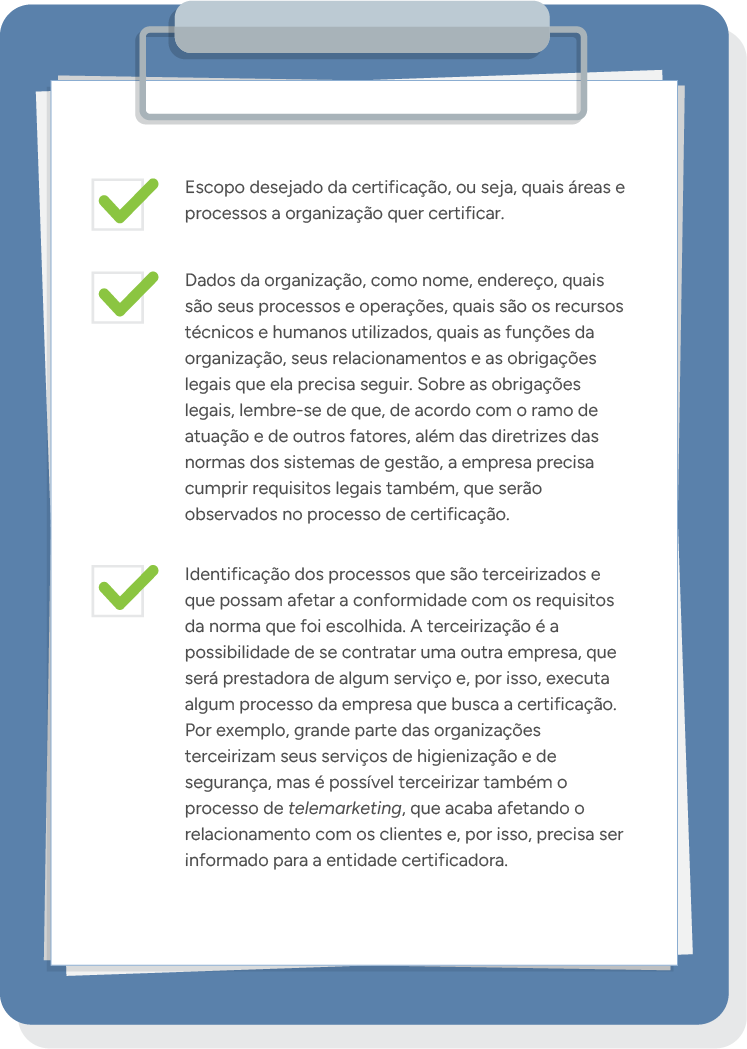 Escopo desejado da certificação, ou seja, quais áreas e
processos a organização quer certificar.
Dados da organização, como nome, endereço, quais
são seus processos e operações, quais são os recursos
técnicos e humanos utilizados, quais as funções da
organização, seus relacionamentos e as obrigações
legais que ela precisa seguir. Sobre as obrigações
legais, lembre-se de que, de acordo com o ramo de
atuação e de outros fatores, além das diretrizes das
normas dos sistemas de gestão, a empresa precisa
cumprir requisitos legais também, que serão
observados no processo de certificação.
Identificação dos processos que são terceirizados e
que possam afetar a conformidade com os requisitos
da norma que foi escolhida. A terceirização é a
possibilidade de se contratar uma outra empresa, que
será prestadora de algum serviço e, por isso, executa
algum processo da empresa que busca a certificação.
Por exemplo, grande parte das organizações
terceirizam seus serviços de higienização e de
segurança, mas é possível terceirizar também o
processo de telemarketing, que acaba afetando o
relacionamento com os clientes e, por isso, precisa ser
informado para a entidade certificadora.